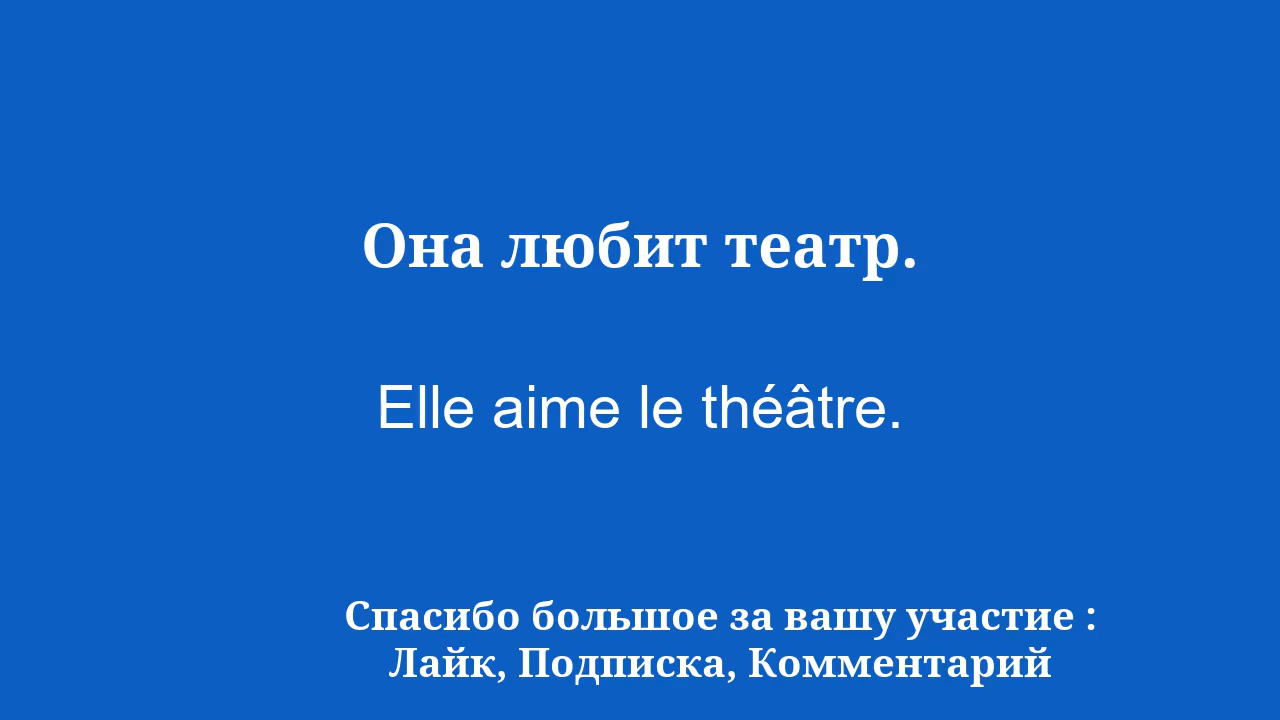 Она любит театр.
Elle aime le théâtre.
Спасибо большое за вашу участие :
Лайк, Подписка, Комментарий